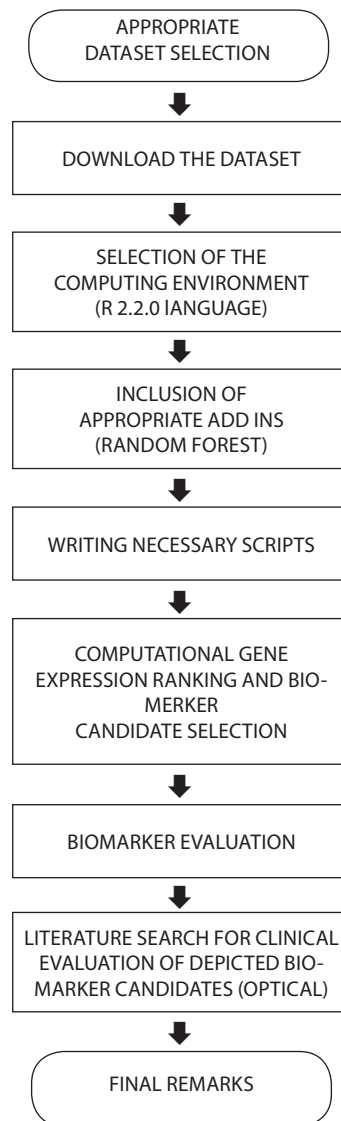 APPROPRIATE
DATASET SELECTION
DOWNLOAD THE DATASET
SELECTION OF THE
COMPUTING ENVIRONMENT
(R 2.2.0 lANGUAGE)
INCLUSION OF
APPROPRIATE ADD INS
(RANDOM FOREST)
WRITING NECESSARY SCRIPTS
COMPUTATIONAL GENE
EXPRESSION RANKING AND BIO-
MERKER
CANDIDATE SELECTION
BIOMARKER EVALUATION
LITERATURE SEARCH FOR CLINICAL
EVALUATION OF DEPICTED BIO-
MARKER CANDIDATES (OPTICAL)
FINAL REMARKS